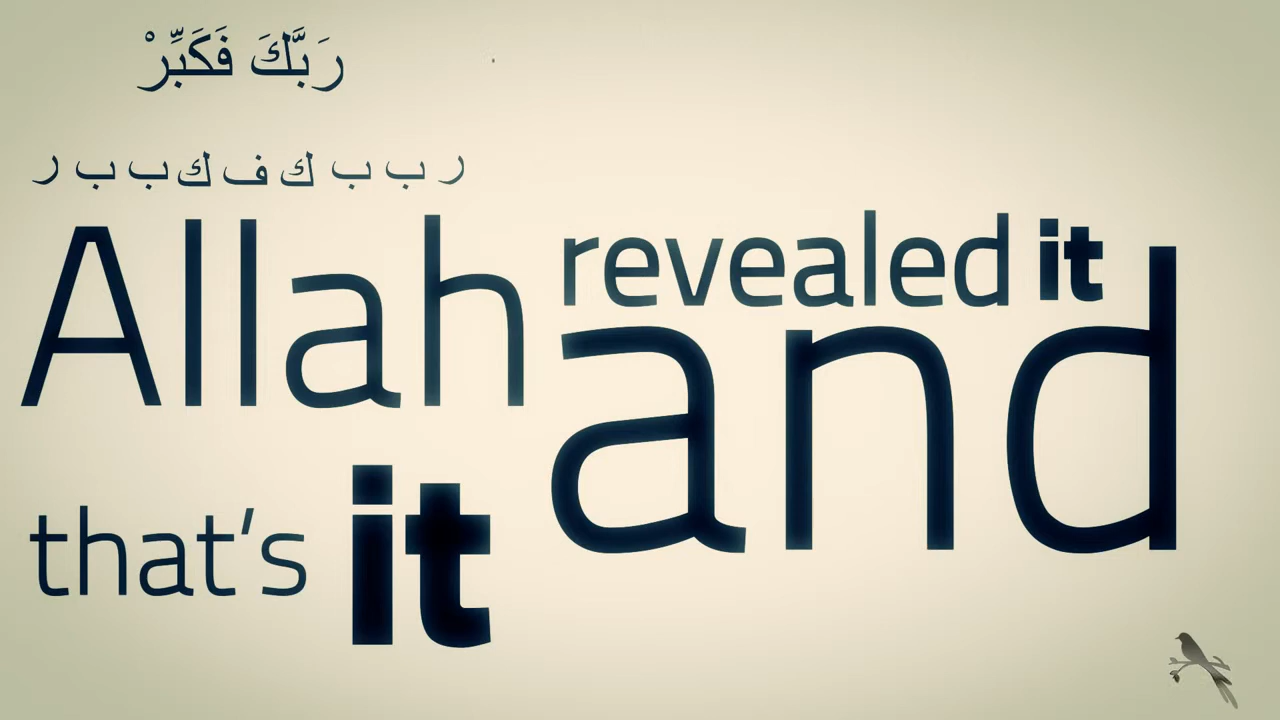 رَبَّكَ فَكَبِّرْ
ر ب ب ك ف ك ب ب ر
Allah revealed it
and
that's it